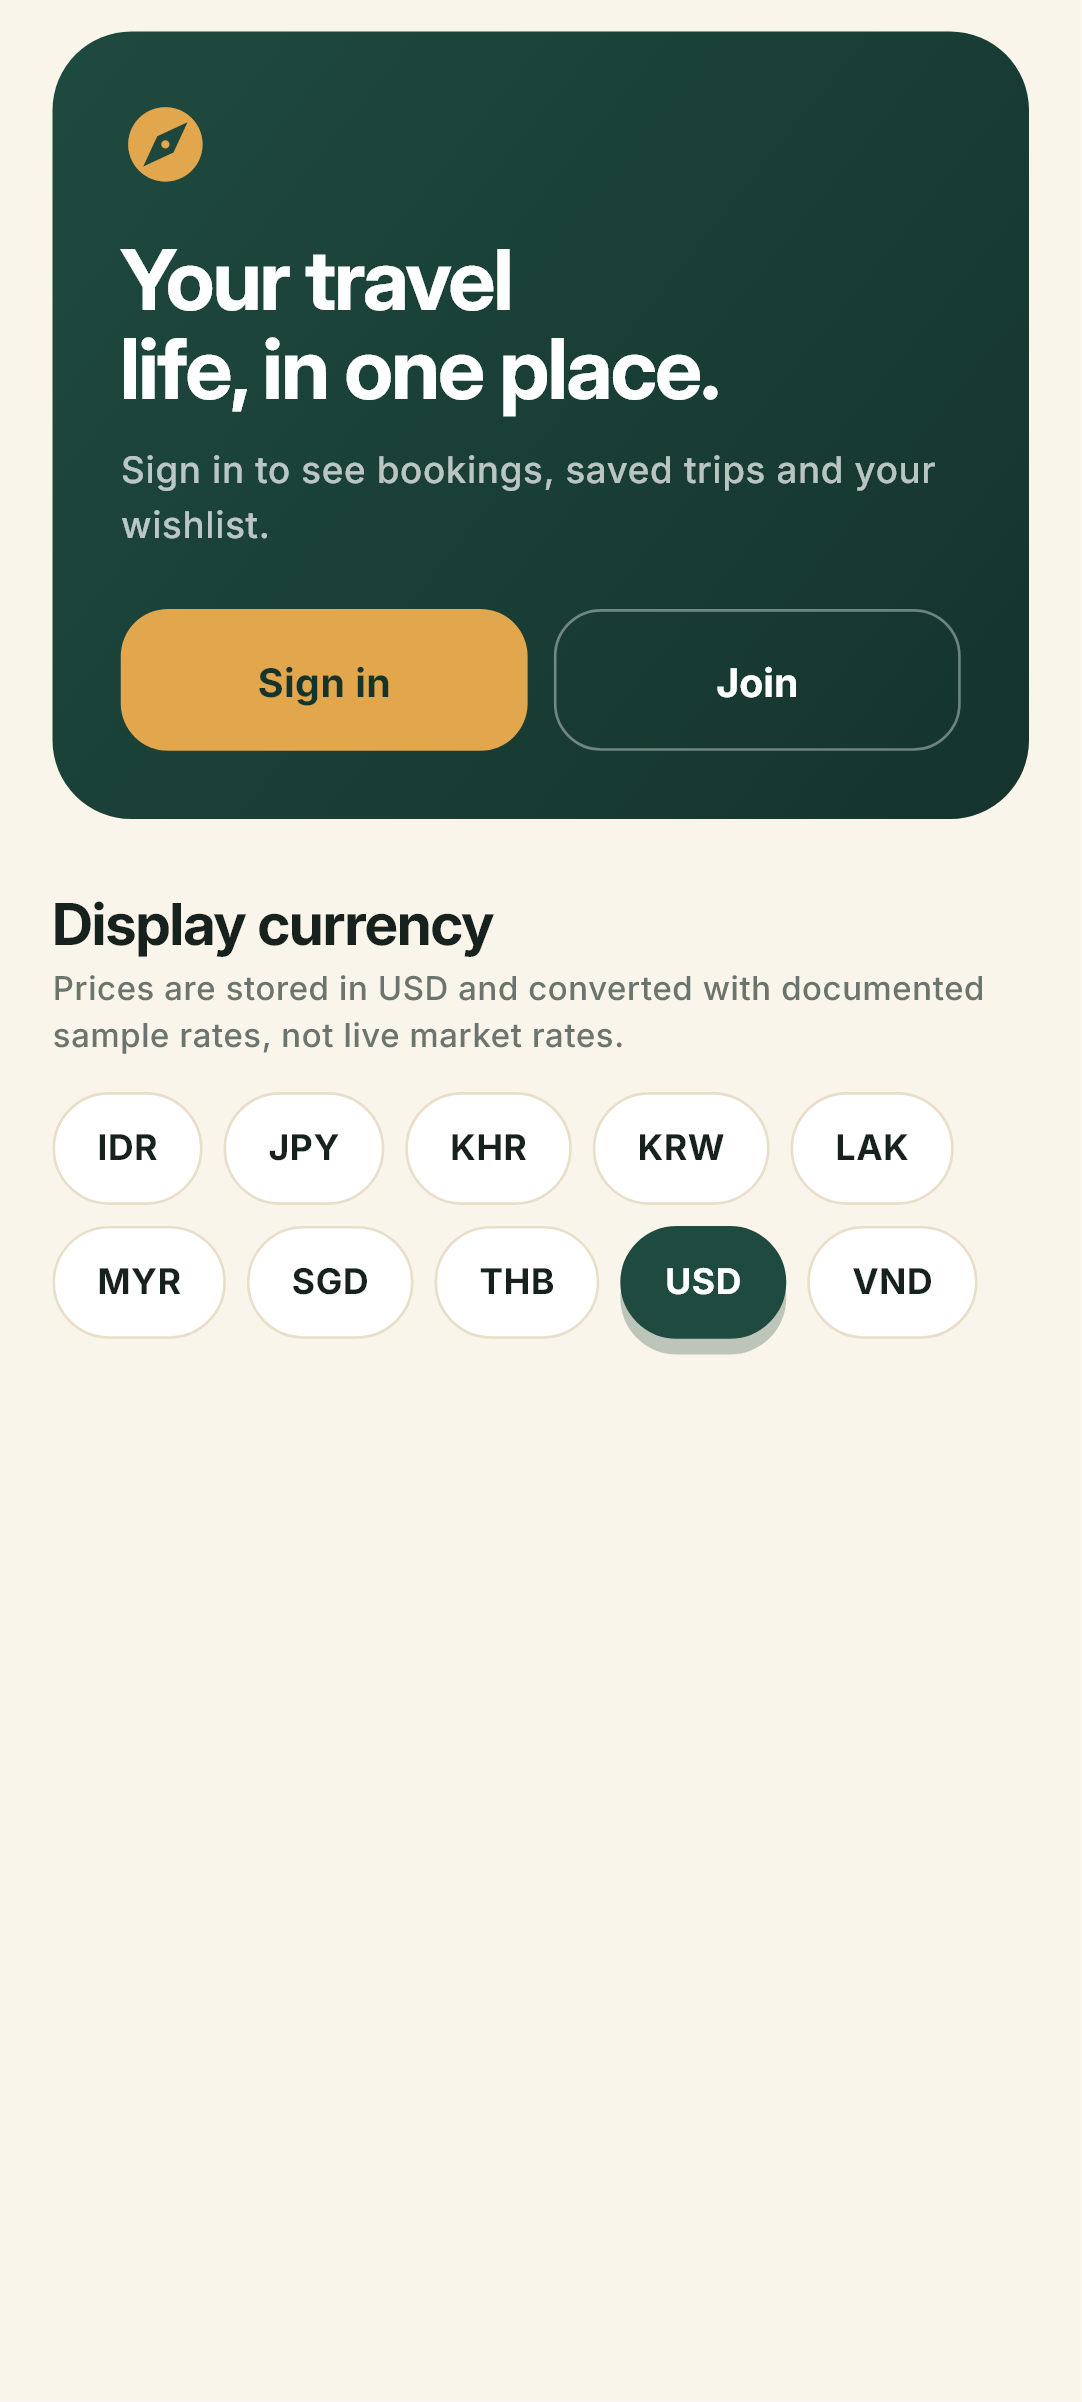 Your travel
life, in one place.
Sign in to see bookings, saved trips and your
wishlist.
Sign in
Join
Display currency
Prices are stored in USD and converted with documented
sample rates, not live market rates.
IDR
JPY
KHR
KRW
LAK
MYR
SGD
THB
USD
VND